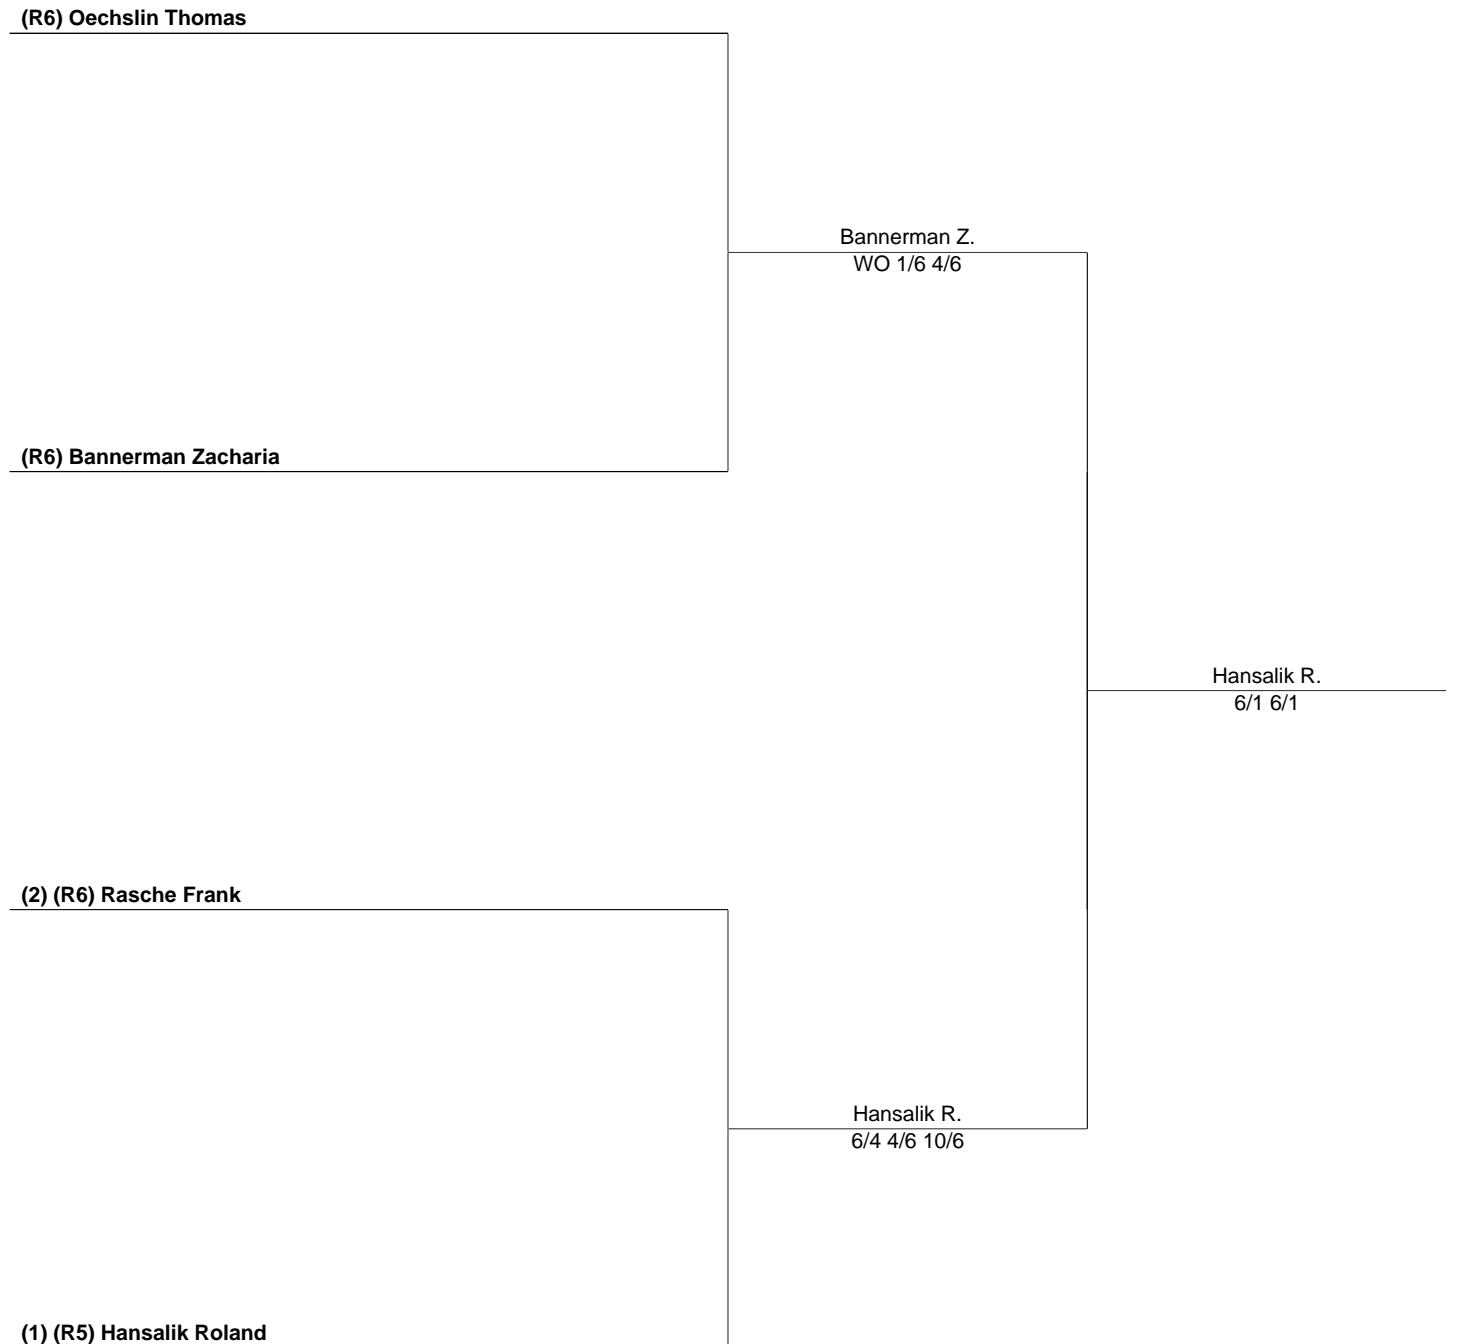 (R6) Oechslin Thomas
Bannerman Z.
WO 1/6 4/6
(R6) Bannerman Zacharia
Hansalik R.
6/1 6/1
(2) (R6) Rasche Frank
Hansalik R.
6/4 4/6 10/6
(1) (R5) Hansalik Roland